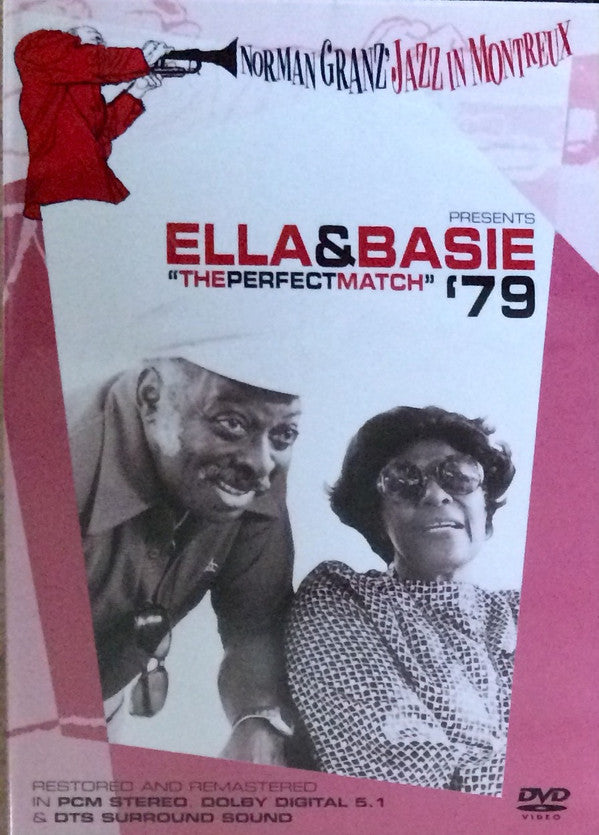 NORMAN GRANZ' JAZZ IN MONTREUX
PRESENTS
ELLA&BASIE
"THEPERFECTMATCH" '79
RESTORED AND REMASTERED
IN PCM STEREO, DOLBY DIGITAL 5.1
& DTS SURROUND SOUND
DVD
VIDEO